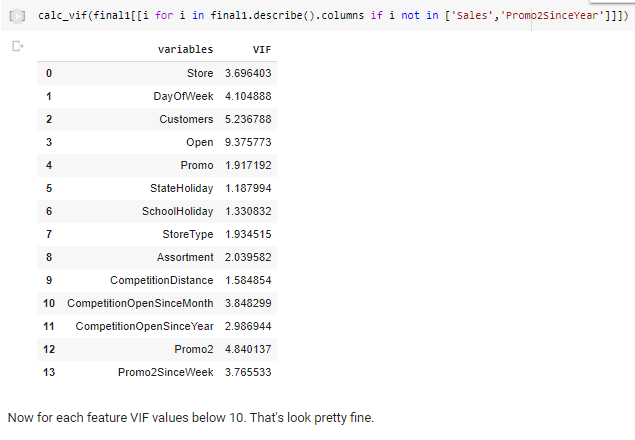 calc_vif(final1[[i for i in final1.describe().columns if i not in ['Sales','Promo2SinceYear']]])
variables VIF
0 Store 3.696403
1 DayOfWeek 4.104888
2 Customers 5.236788
3 Open 9.375773
4 Promo 1.917192
5 StateHoliday 1.187994
6 SchoolHoliday 1.330832
7 StoreType 1.934515
8 Assortment 2.039582
9 CompetitionDistance 1.584854
10 CompetitionOpenSinceMonth 3.848299
11 CompetitionOpenSinceYear 2.986944
12 Promo2 4.840137
13 Promo2SinceWeek 3.765533
Now for each feature VIF values below 10. That's look pretty fine.